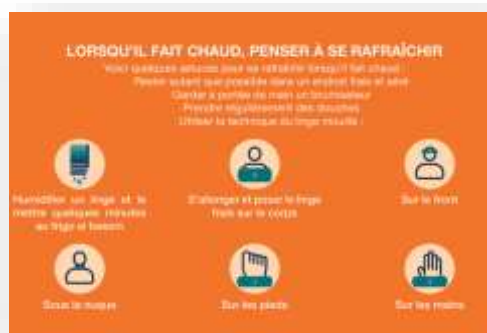 LORSQU'IL FAIT CHAUD, PENSER À SE RAFRAÎCHIR
Voici quelques astuces pour se rafraîchir lorsqu'il fait chaud :
Rester autant que possible dans un endroit frais et aéré
Garder à portée de main un brumisateur
Prendre régulièrement des douches
Utiliser la technique du linge mouillé :
Humidifier un linge et le
mettre quelques minutes
au frigo si besoin
S'allonger et poser le linge
frais sur le corps
Sur le front
Sous la nuque
Sur les pieds
Sur les mains